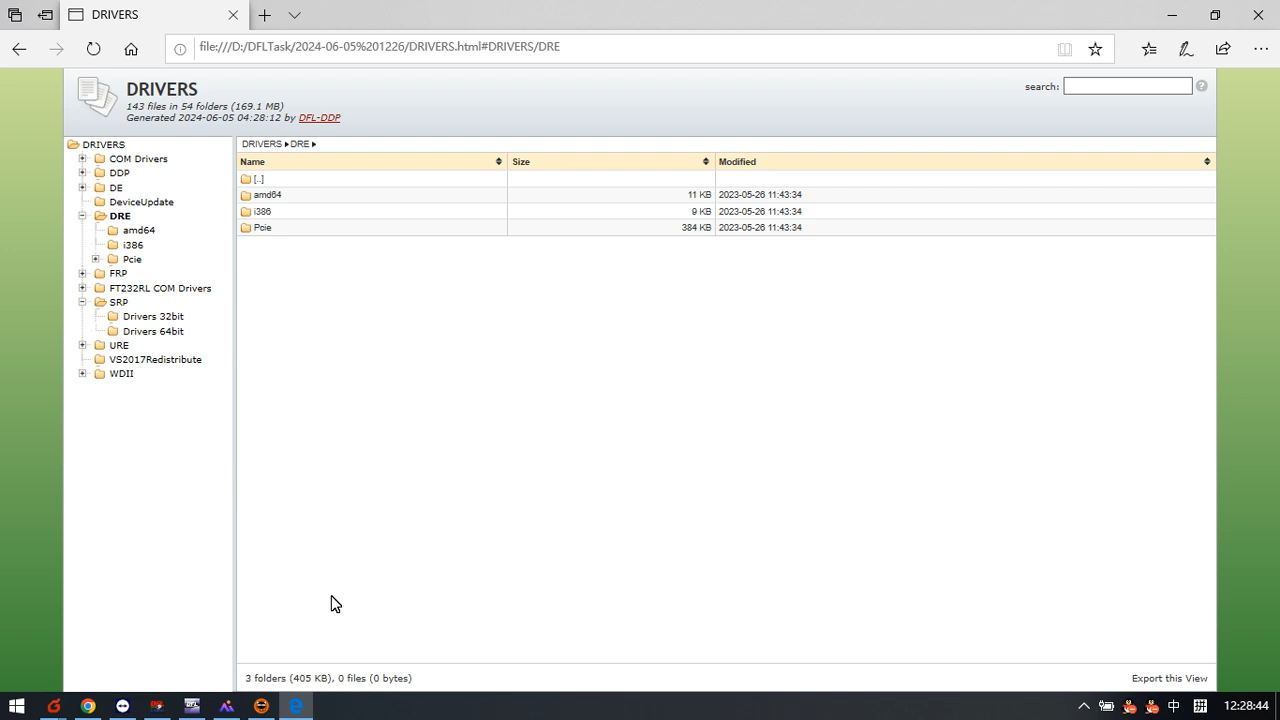 DRIVERS
file:///D:/DFLTask/2024-06-05%201226/DRIVERS.html#DRIVERS/DRE
DRIVERS
143 files in 54 folders (169.1 MB)
Generated 2024-06-05 04:28:12 by DFL-DDP
search:
DRIVERS
COM Drivers
DDP
DE
DeviceUpdate
DRE
amd64
i386
Pcie
FRP
FT232RL COM Drivers
SRP
Drivers 32bit
Drivers 64bit
URE
VS2017Redistribute
WDII
DRIVERS DRE
Name Size Modified
[..]
amd64 11 KB 2023-05-26 11:43:34
i386 9 KB 2023-05-26 11:43:34
Pcie 384 KB 2023-05-26 11:43:34
3 folders (405 KB), 0 files (0 bytes) Export this View
中 12:28:44